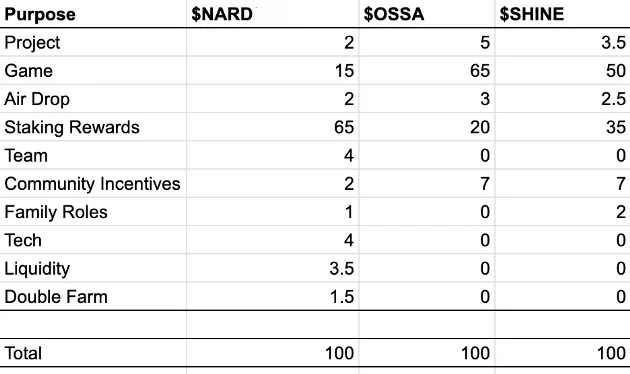 Purpose $NARD $OSSA $SHINE
Project 2 5 3.5
Game 15 65 50
Air Drop 2 3 2.5
Staking Rewards 65 20 35
Team 4 0 0
Community Incentives 2 7 7
Family Roles 1 0 2
Tech 4 0 0
Liquidity 3.5 0 0
Double Farm 1.5 0 0
Total 100 100 100